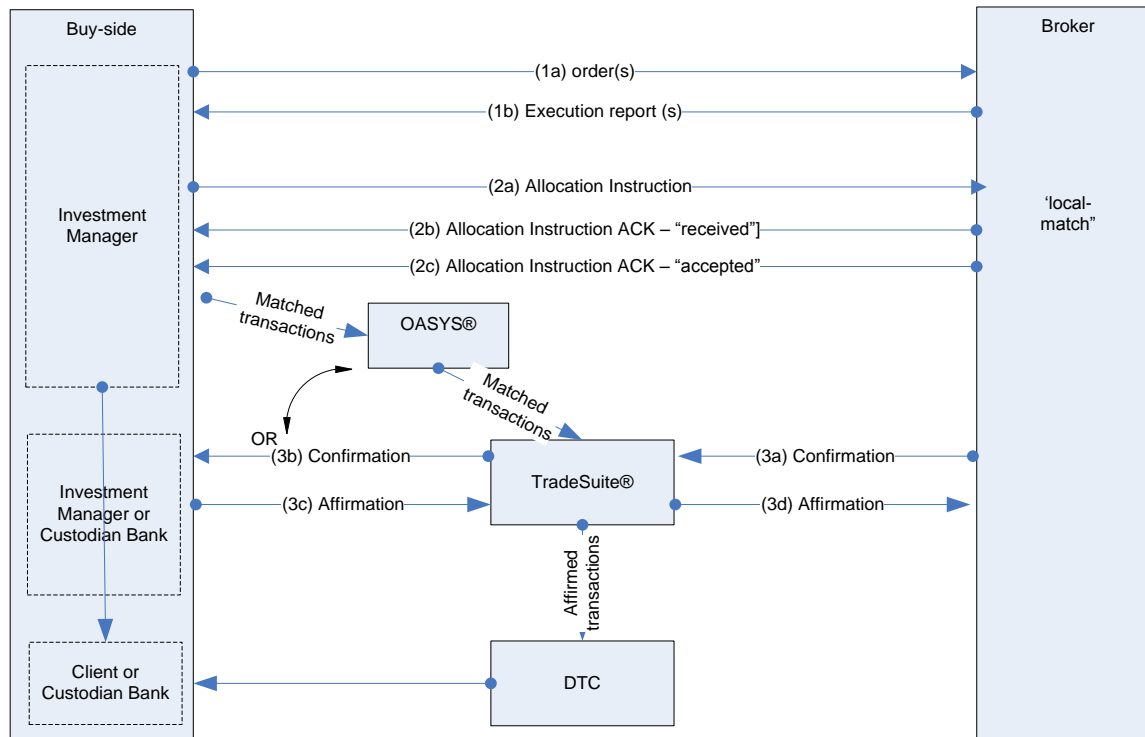 Buy-side
Broker
(1a) order(s)
(1b) Execution report (s)
(2a) Allocation Instruction
Investment
Manager
‘local-
match”
(2b) Allocation Instruction ACK – “received”]
(2c) Allocation Instruction ACK – “accepted”
Matched
transactions
OASYS®
Matched
transactions
OR
(3b) Confirmation
(3a) Confirmation
TradeSuite®
Investment
Manager or
Custodian Bank
(3c) Affirmation
(3d) Affirmation
Affirmed
transactions
Client or
Custodian Bank
DTC